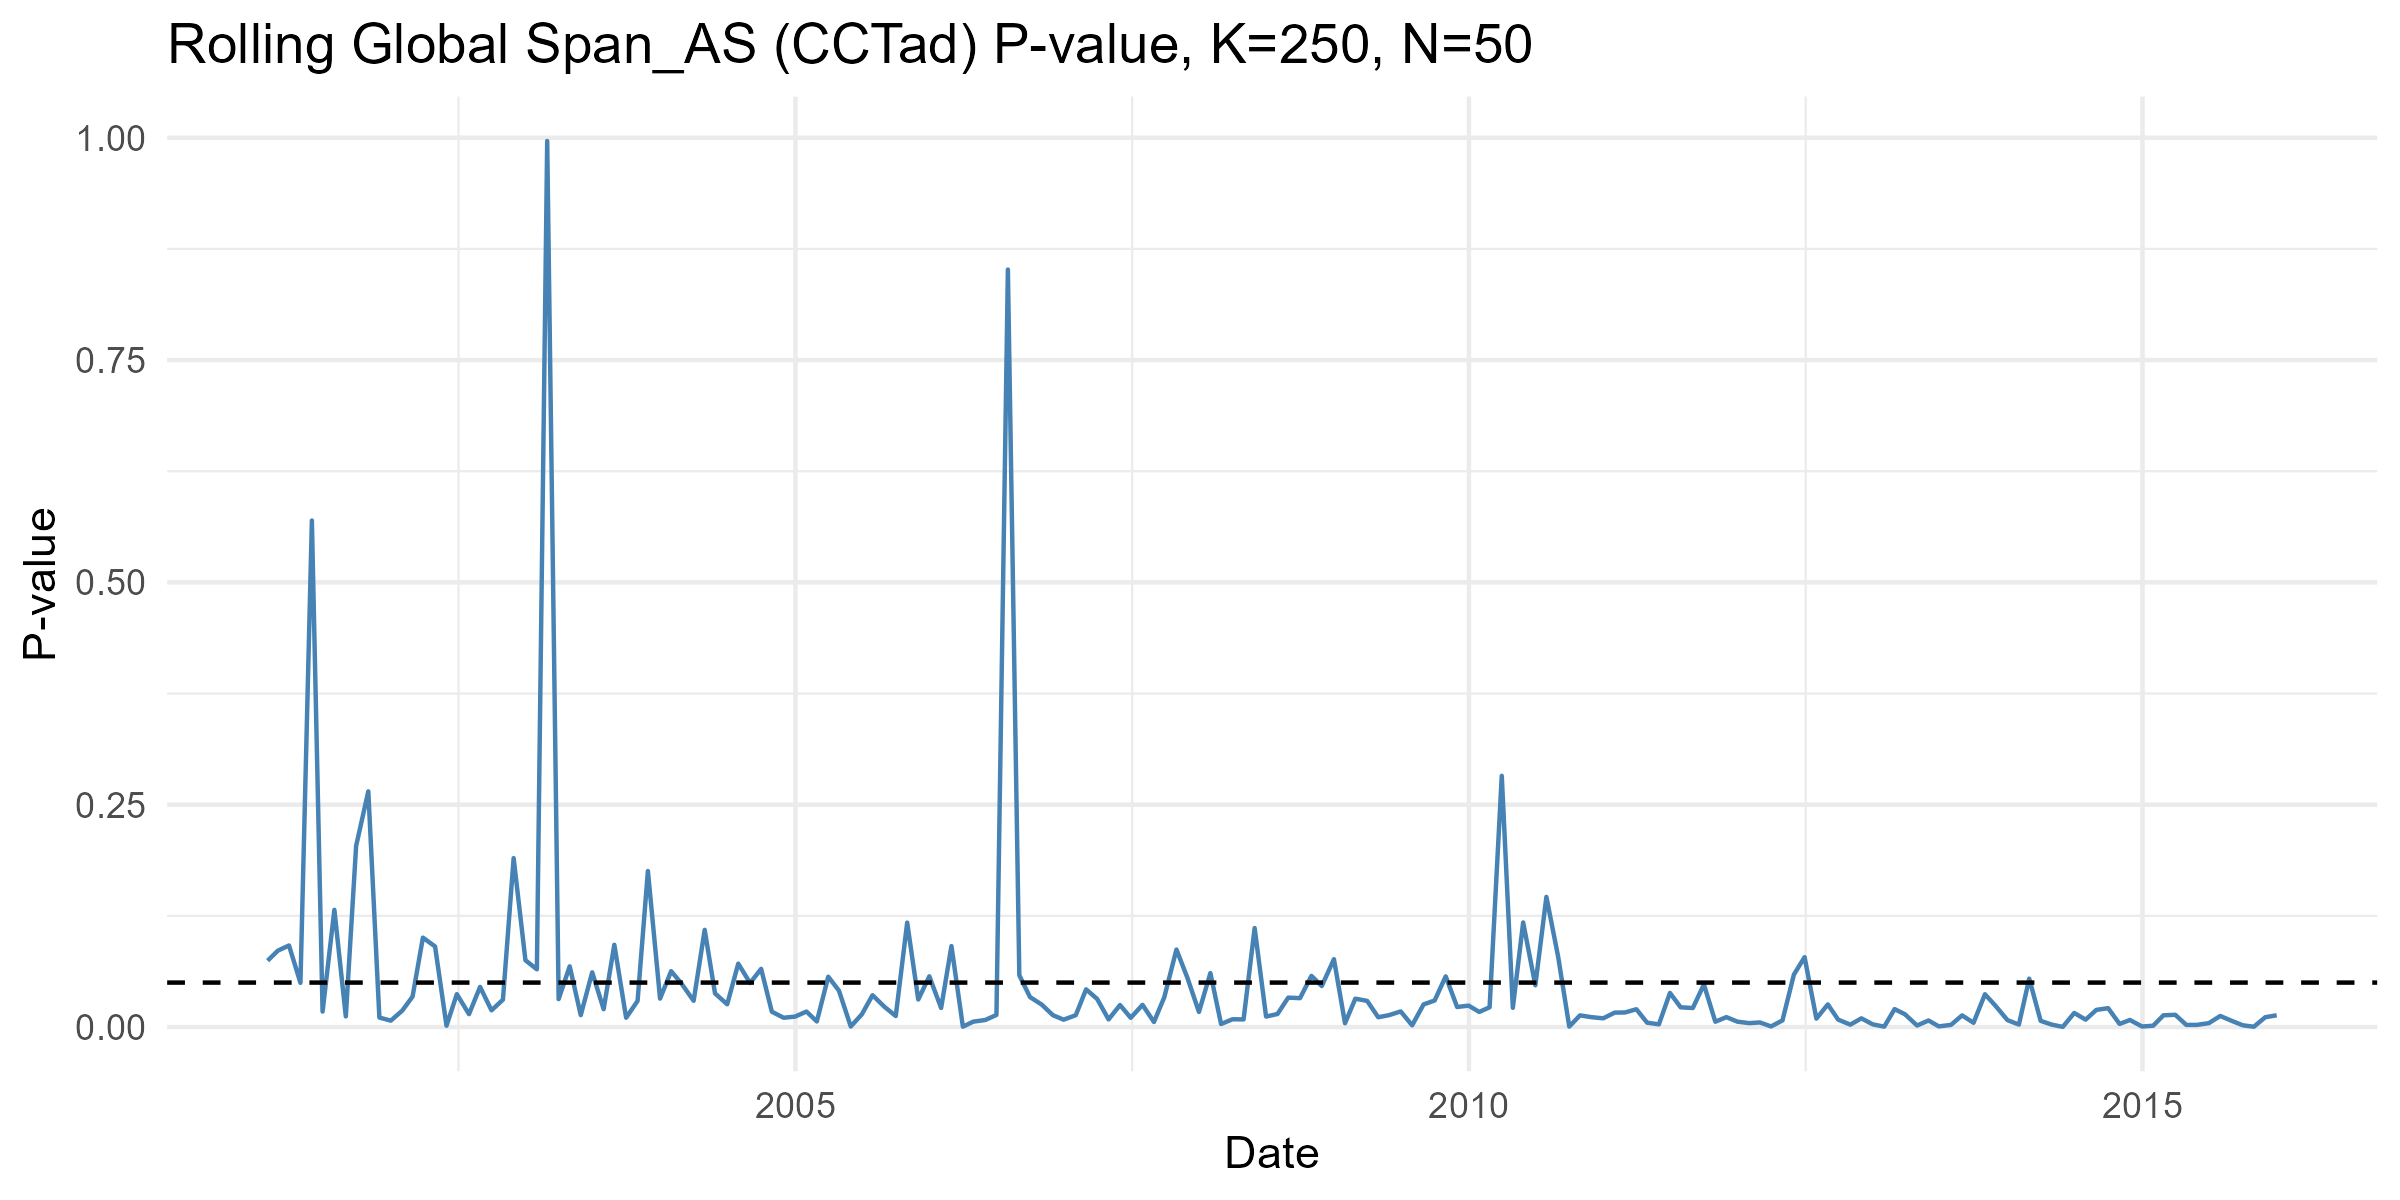 Rolling Global Span_AS (CCTad) P-value, K=250, N=50
1.00
0.75
0.50
0.25
0.00
P-value
2005 2010 2015
Date